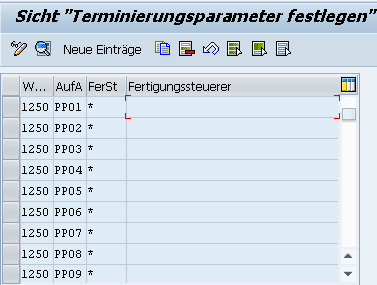 Sicht "Terminierungsparameter festlegen"
Neue Einträge
W... AufA FerSt Fertigungssteuerer
1250 PP01 *
1250 PP02 *
1250 PP03 *
1250 PP04 *
1250 PP05 *
1250 PP06 *
1250 PP07 *
1250 PP08 *
1250 PP09 *